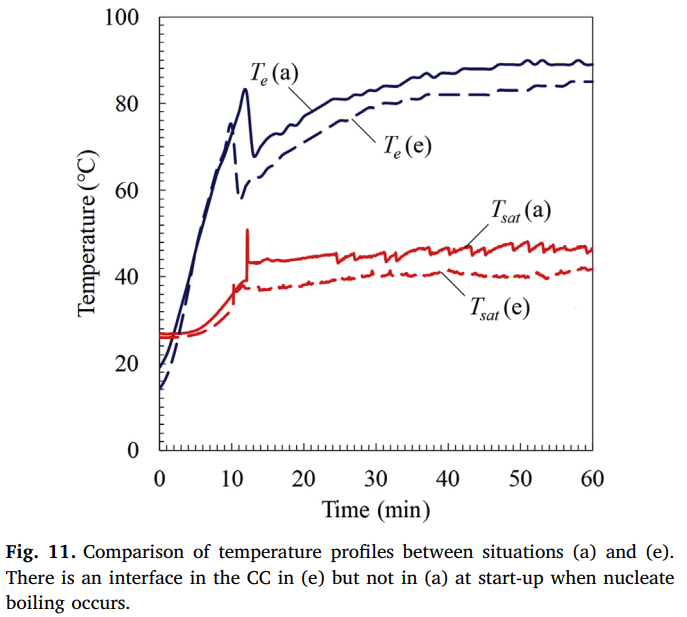 100
80
60
40
20
0
Temperature (°C)
Te (a)
Te (e)
Tsat (a)
Tsat (e)
0 10 20 30 40 50 60
Time (min)
Fig. 11. Comparison of temperature profiles between situations (a) and (e).
There is an interface in the CC in (e) but not in (a) at start-up when nucleate
boiling occurs.